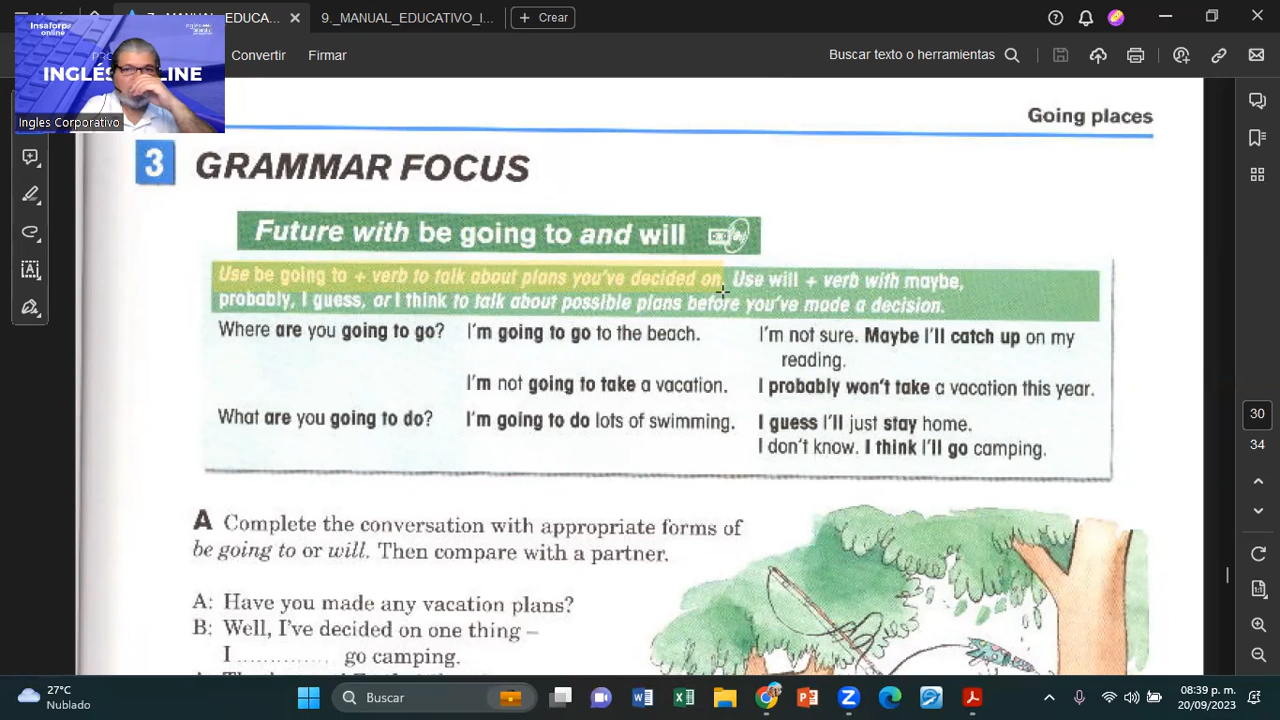 7._MANUAL_EDUCA... 9._MANUAL_EDUCATIVO_I... Crear
Insaforp
online
INGLÉS ONLINE
Ingles Corporativo
Convertir Firmar Buscar texto o herramientas
Going places
3 GRAMMAR FOCUS
Future with be going to and will
Use be going to + verb to talk about plans you've decided on. Use will + verb with maybe,
probably, I guess, or I think to talk about possible plans before you've made a decision.
Where are you going to go? I'm going to go to the beach. I'm not sure. Maybe I'll catch up on my
reading.
I'm not going to take a vacation. I probably won't take a vacation this year.
What are you going to do? I'm going to do lots of swimming. I guess I'll just stay home.
I don't know. I think I'll go camping.
A Complete the conversation with appropriate forms of
be going to or will. Then compare with a partner.
A: Have you made any vacation plans?
B: Well, I've decided on one thing –
I ............... go camping.
30
34
27°C
Nublado
Buscar
08:39 p. m.
20/09/2023